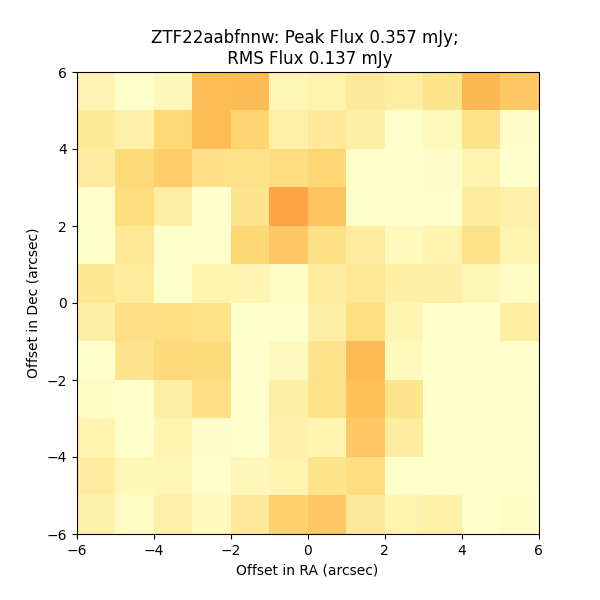 ZTF22aabfnnw: Peak Flux 0.357 mJy;
RMS Flux 0.137 mJy
6
4
2
0
−2
−4
−6
Offset in Dec (arcsec)
−6 −4 −2 0 2 4 6
Offset in RA (arcsec)